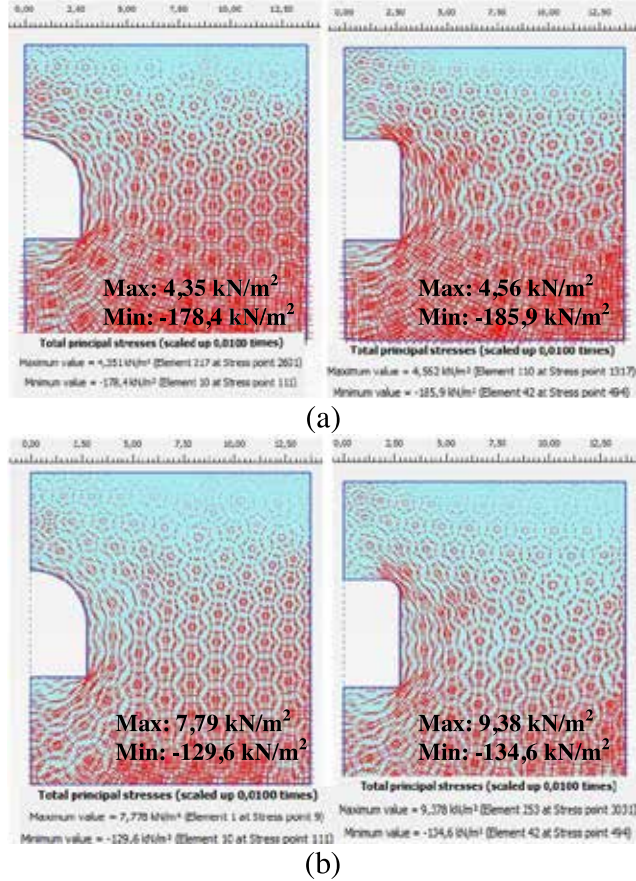 0,00 2,50 5,00 7,50 10,00 12,50
0,00 2,50 5,00 7,50 10,00 12,50
Max: 4,35 kN/m²
Min: -178,4 kN/m²
Max: 4,56 kN/m²
Min: -185,9 kN/m²
Total principal stresses (scaled up 0,0100 times)
Maximum value = 4,351 kN/m² (Element 217 at Stress point 2601)
Minimum value = -178,4 kN/m² (Element 10 at Stress point 111)
Total principal stresses (scaled up 0,0100 times)
Maximum value = 4,562 kN/m² (Element 110 at Stress point 1317)
Minimum value = -185,9 kN/m² (Element 42 at Stress point 494)
(a)
0,00 2,50 5,00 7,50 10,00 12,50
0,00 2,50 5,00 7,50 10,00 12,50
Max: 7,79 kN/m²
Min: -129,6 kN/m²
Max: 9,38 kN/m²
Min: -134,6 kN/m²
Total principal stresses (scaled up 0,0100 times)
Maximum value = 7,778 kN/m² (Element 1 at Stress point 9)
Minimum value = -129,6 kN/m² (Element 10 at Stress point 111)
Total principal stresses (scaled up 0,0100 times)
Maximum value = 9,378 kN/m² (Element 253 at Stress point 3031)
Minimum value = -134,6 kN/m² (Element 42 at Stress point 494)
(b)